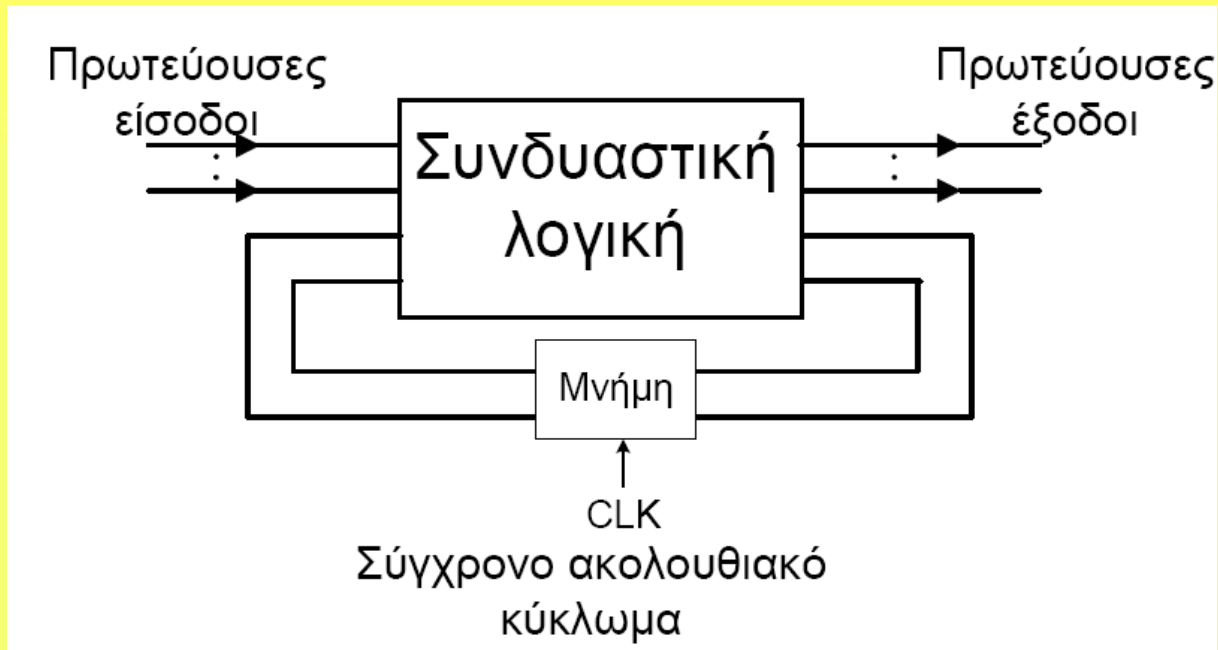 Πρωτεύουσες
είσοδοι
:
Συνδυαστική
λογική
Πρωτεύουσες
έξοδοι
:
Μνήμη
CLK
Σύγχρονο ακολουθιακό
κύκλωμα